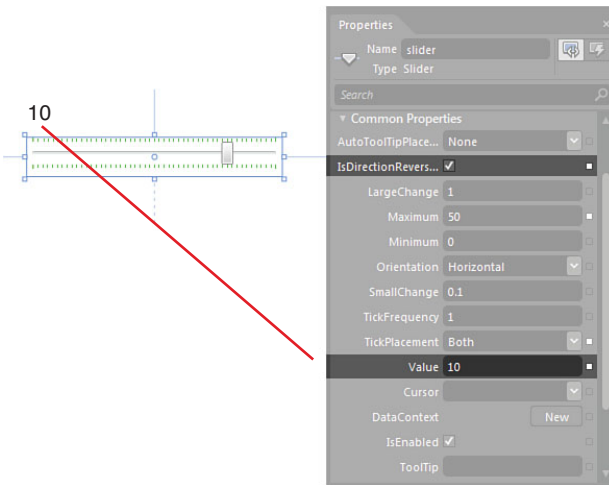 10
Properties
Name slider
Type Slider
Search
Common Properties
AutoToolTipPlace... None
IsDirectionRevers...
LargeChange 1
Maximum 50
Minimum 0
Orientation Horizontal
SmallChange 0.1
TickFrequency 1
TickPlacement Both
Value 10
Cursor
DataContext New
IsEnabled
ToolTip